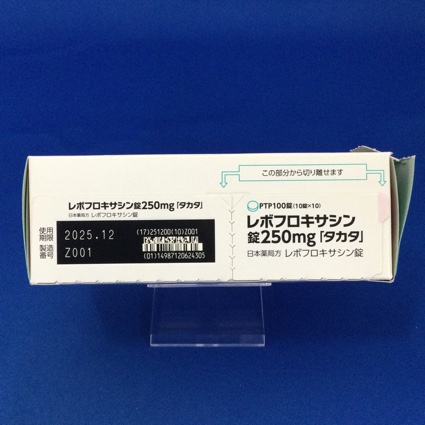 この部分から切り離せます
レボフロキサシン錠250mg「タカタ」
日本薬局方 レボフロキサシン錠
使用期限 2025.12
製造番号 Z001
(17)251200(10)Z001
(01)14987120624305
PTP100錠(10錠×10)
レボフロキサシン
錠250mg「タカタ」
日本薬局方 レボフロキサシン錠